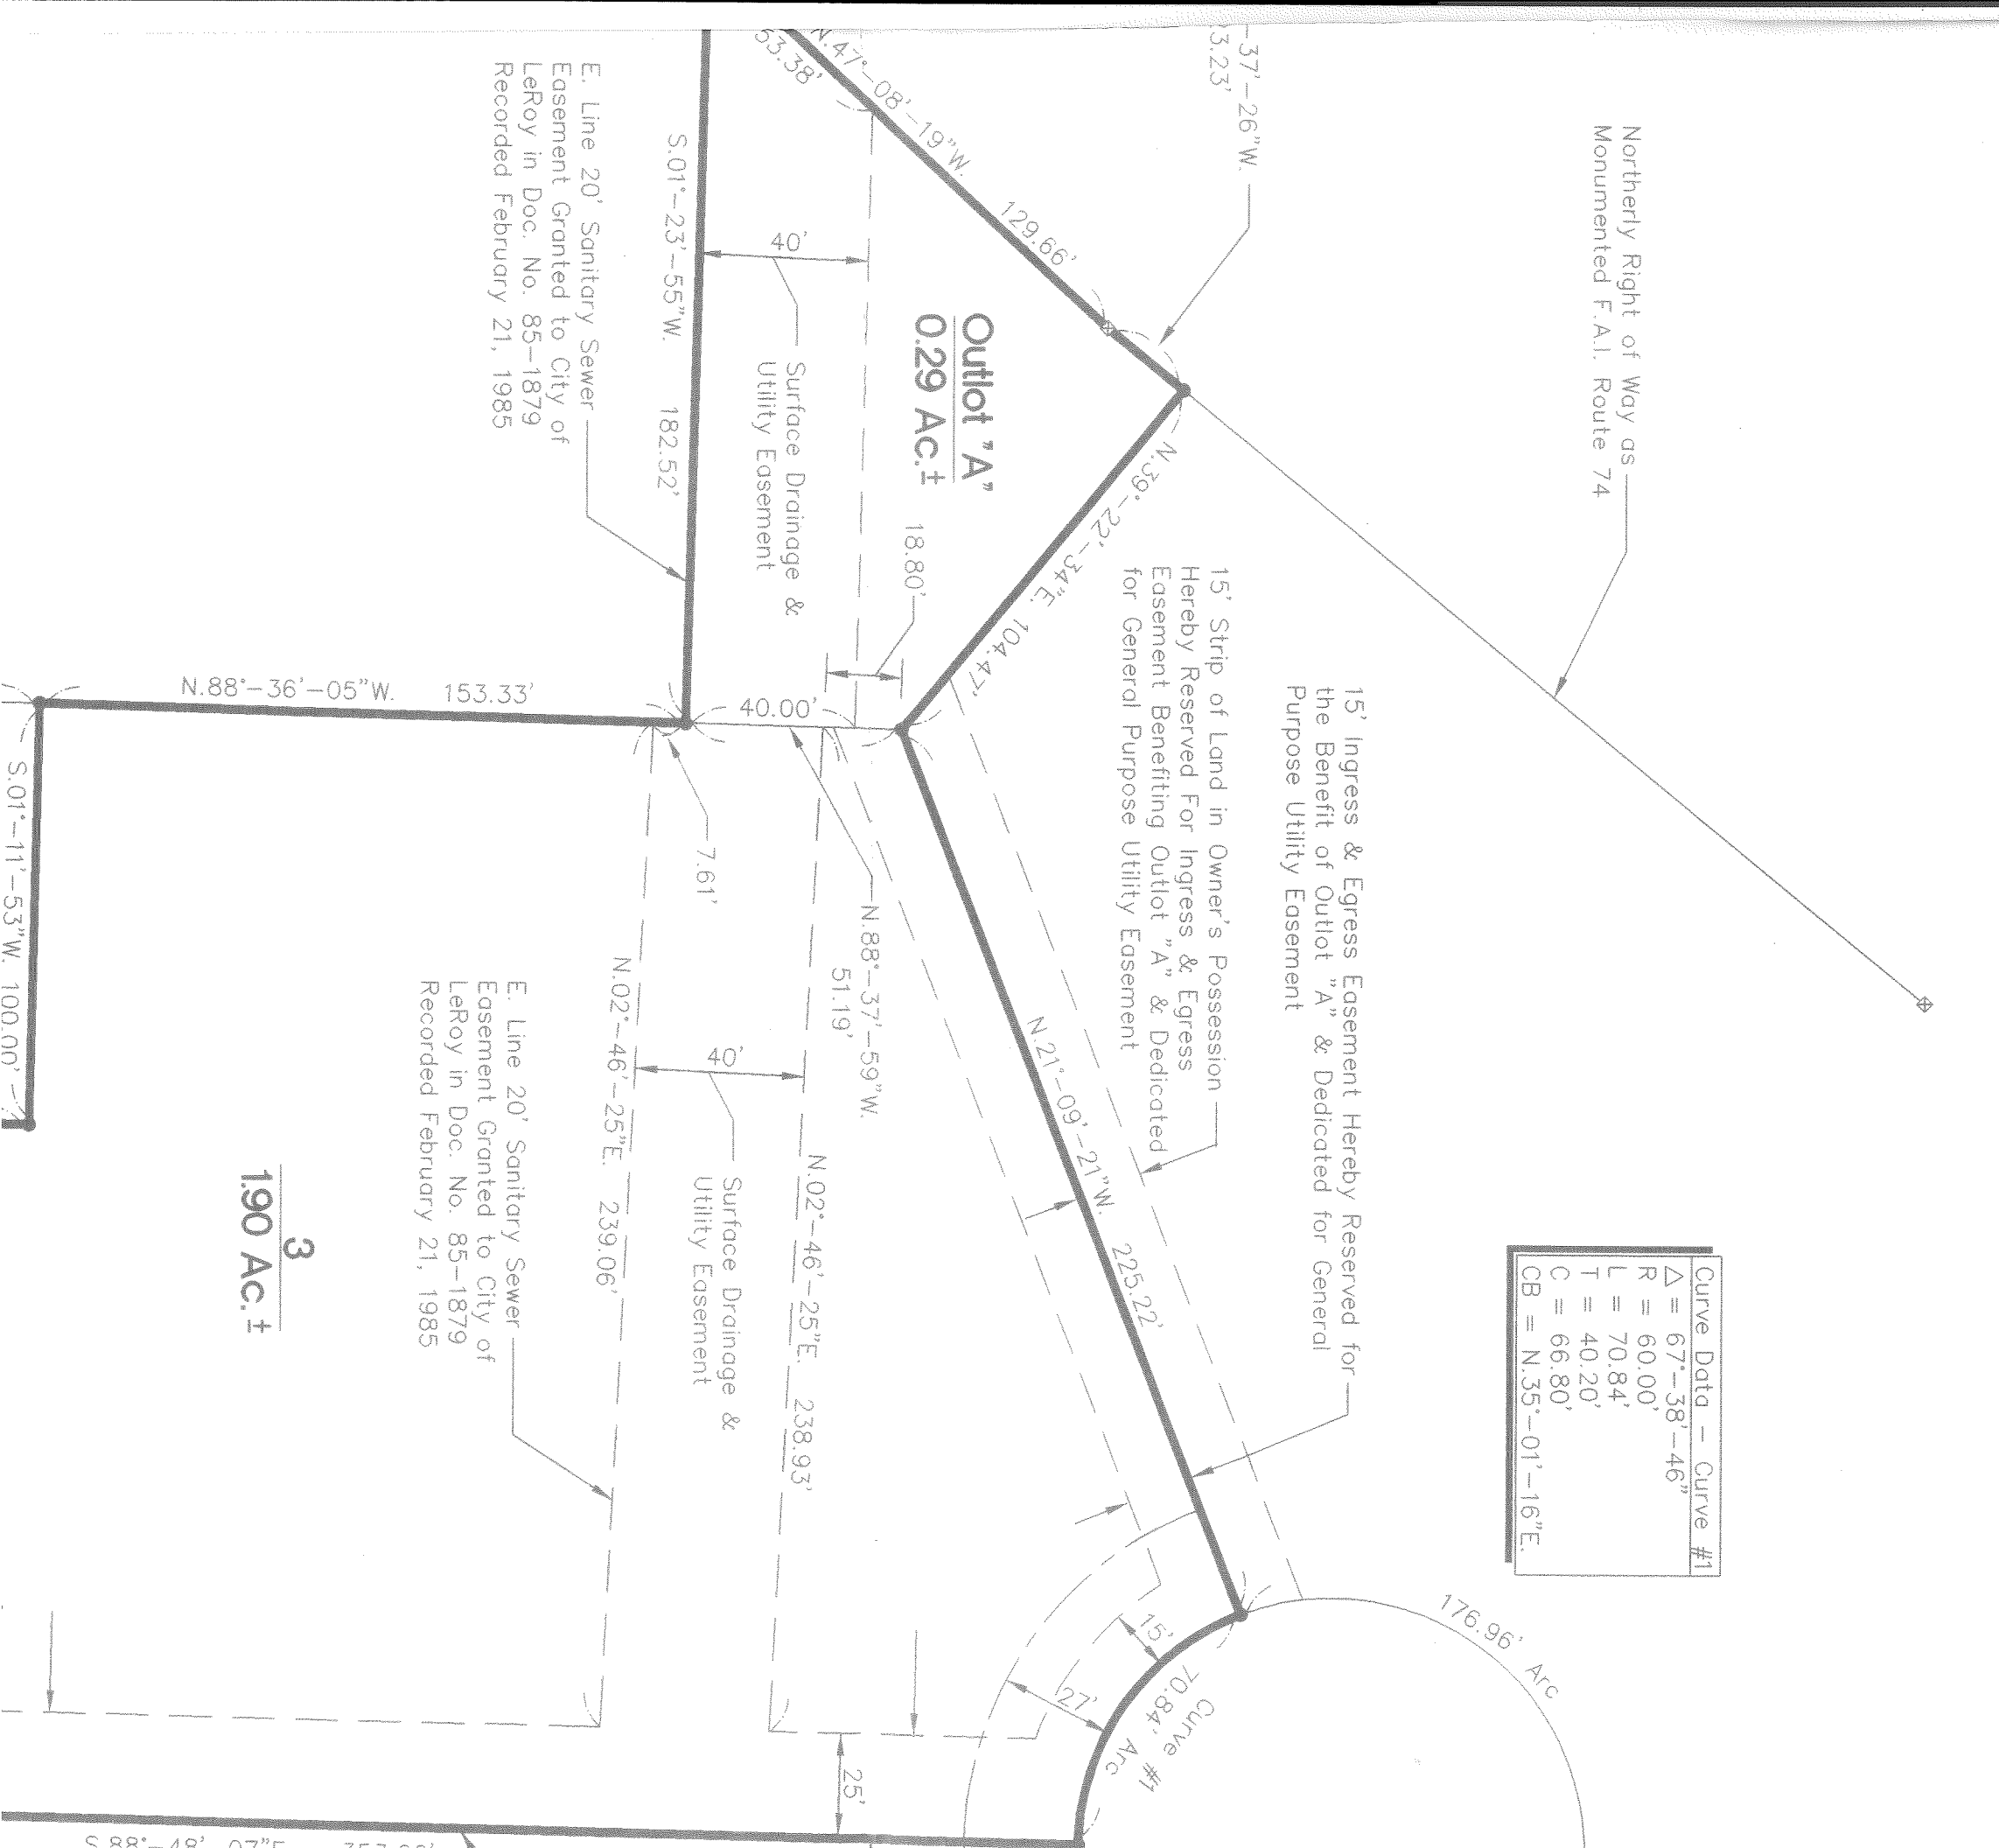 Northerly Right of Way as
Monumented F.A.I. Route 74
-37'-26"W.
3.23'
N.47°-08'-19"W.
53.38'
129.66'
Outlot "A"
0.29 Ac.±
40'
Surface Drainage &
Utility Easement
S.01°-23'-55"W. 182.52'
E. Line 20' Sanitary Sewer
Easement Granted to City of
LeRoy in Doc. No. 85-1879
Recorded February 21, 1985
N.39°-22'-34"E. 104.47'
18.80'
15' Strip of Land in Owner's Possession
Hereby Reserved For Ingress & Egress
Easement Benefiting Outlot "A" & Dedicated
for General Purpose Utility Easement
15' Ingress & Egress Easement Hereby Reserved for
the Benefit of Outlot "A" & Dedicated for General
Purpose Utility Easement
40.00'
N.88°-36'-05"W. 153.33'
7.61'
N.88°-37'-59"W.
51.19'
S.01°-11'-53"W. 100.00'
N.21°-09'-21"W. 225.22'
N.02°-46'-25"E. 238.93'
40'
Surface Drainage &
Utility Easement
N.02°-46'-25"E. 239.06'
E. Line 20' Sanitary Sewer
Easement Granted to City of
LeRoy in Doc. No. 85-1879
Recorded February 21, 1985
3
1.90 Ac.±
Curve Data - Curve #1
Δ = 67°-38'-46"
R = 60.00'
L = 70.84'
T = 40.20'
C = 66.80'
CB = N.35°-01'-16"E.
176.96' Arc
15'
27'
Curve #1
70.84' Arc
25'